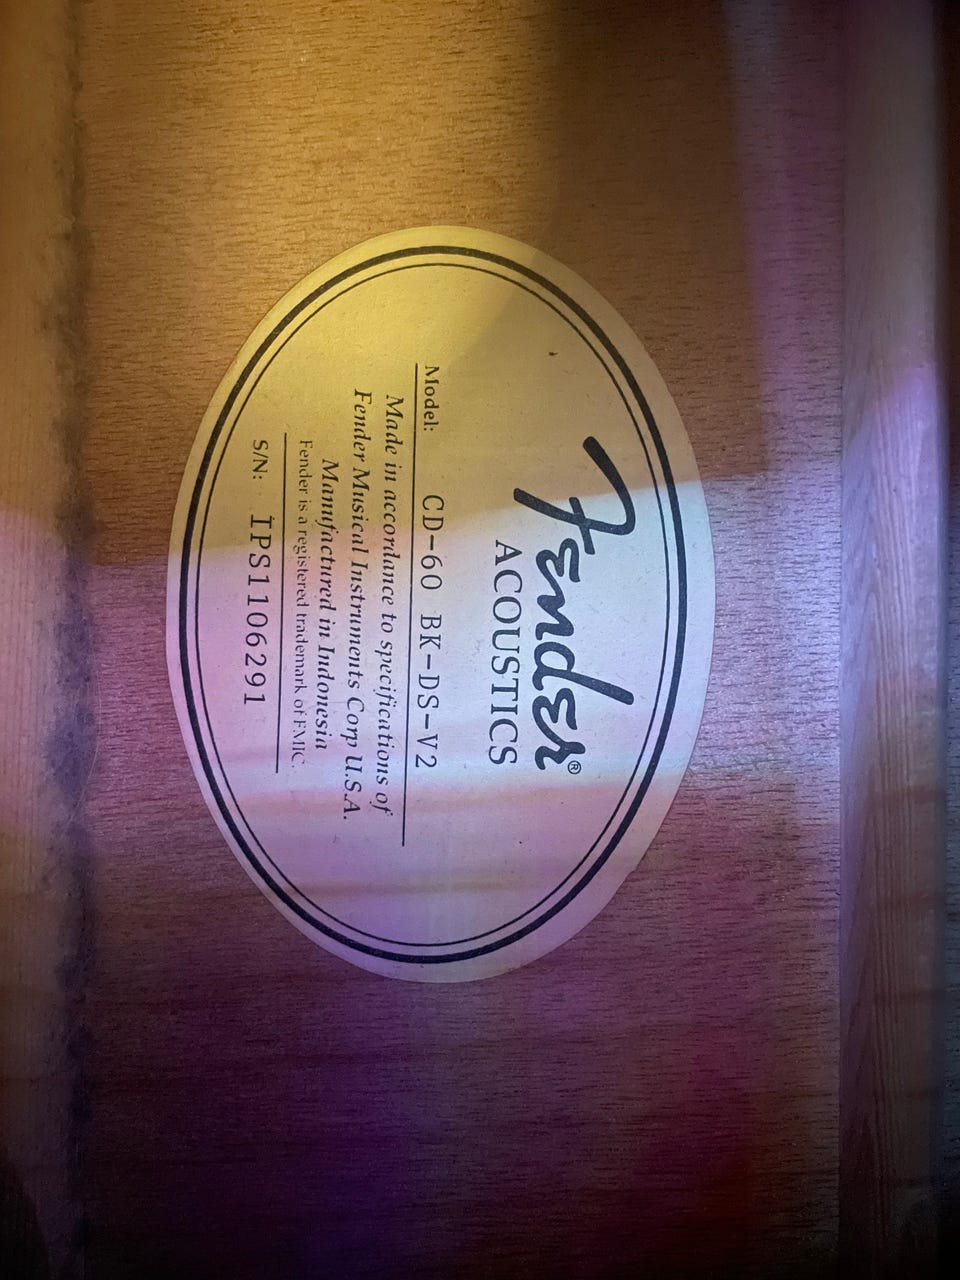 Fender®
ACOUSTICS
Model: CD-60 BK-DS-V2
Made in accordance to specifications of
Fender Musical Instruments Corp U.S.A.
Manufactured in Indonesia
Fender is a registered trademark of FMIC.
S/N: IPS1106291